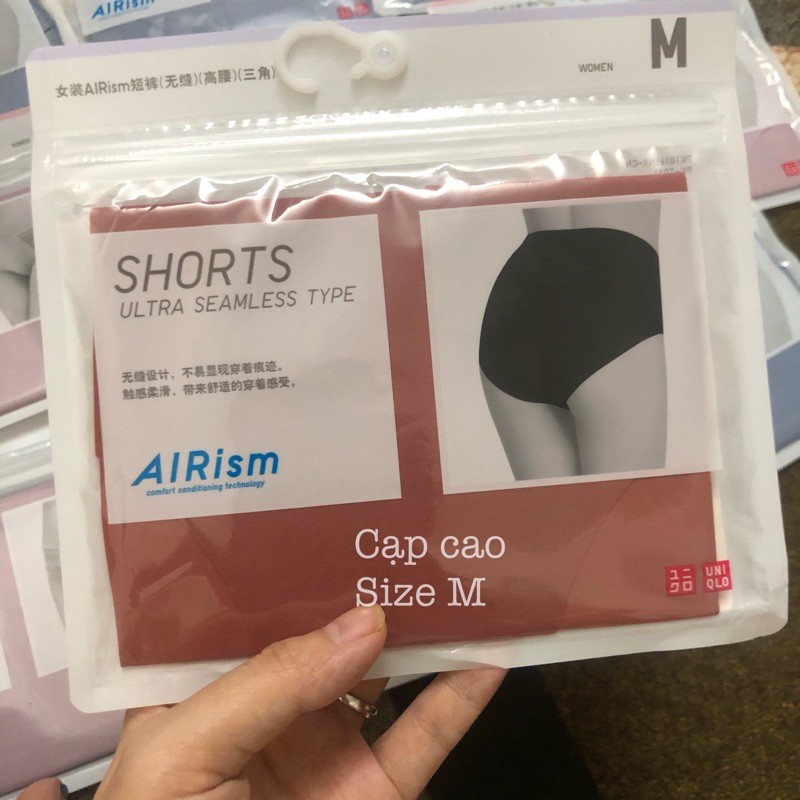 AIRism
女装AIRism短裤(无缝)(高腰)(三角)
WOMEN
M
SHORTS
ULTRA SEAMLESS TYPE
无缝设计，不易显现穿着痕迹。
触感柔滑，带来舒适的穿着感受。
AIRism
comfort conditioning technology
Cạp cao
Size M
ユニ
クロ
UNI
QLO